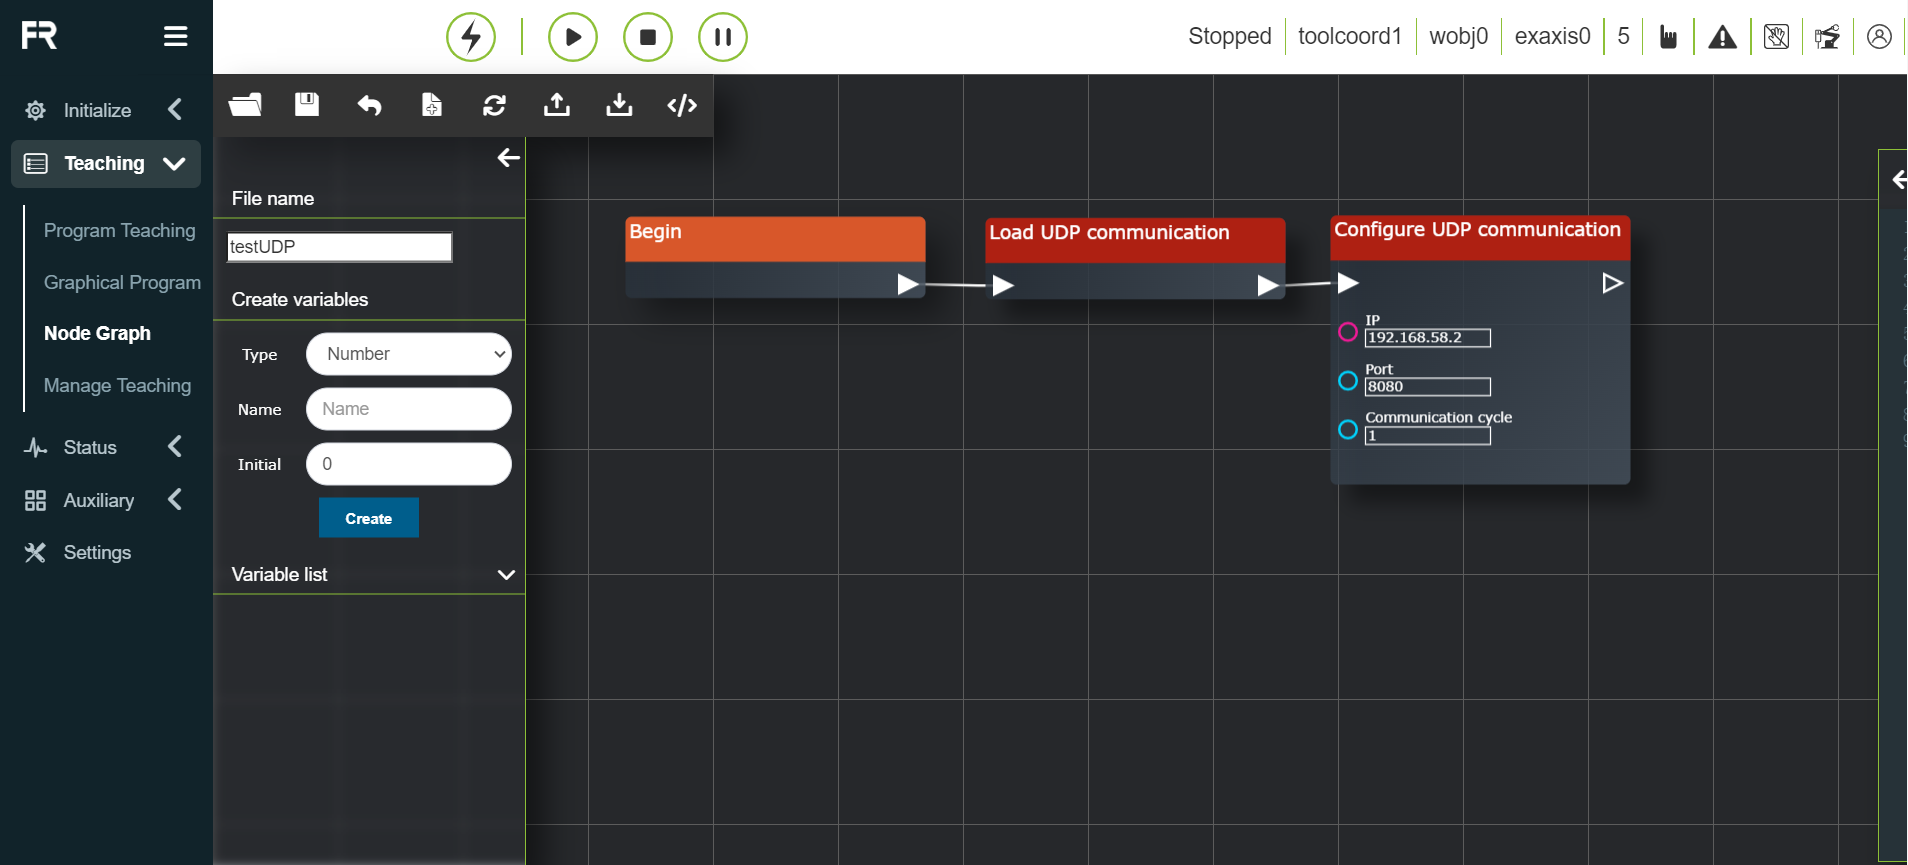 FR
Stopped
toolcoord1
wobj0
exaxis0
5
Initialize
Teaching
Program Teaching
Graphical Program
Node Graph
Manage Teaching
Status
Auxiliary
Settings
File name
testUDP
Create variables
Type
Number
Name
Name
Initial
0
Create
Variable list
Begin
Load UDP communication
Configure UDP communication
IP
192.168.58.2
Port
8080
Communication cycle
1